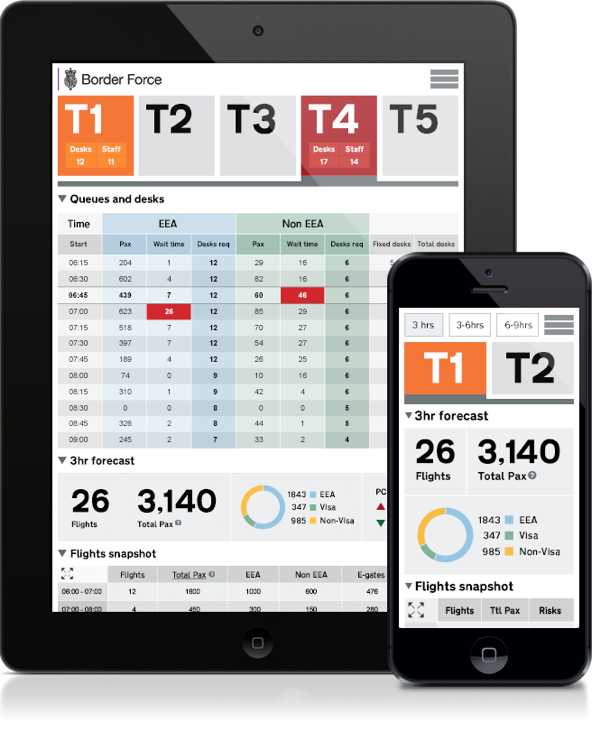 Border Force
T1 T2 T3 T4 T5
Desks Staff Desks Staff
12 11 17 14
Queues and desks
Time EEA Non EEA
Start Pax Wait time Desks req Pax Wait time Desks req Fixed desks Total desks
06:15 204 1 12 29 16 6
06:30 602 4 12 82 16 6
06:45 439 7 12 60 46 6
07:00 623 26 12 85 29 6
07:15 518 7 12 70 27 6
07:30 397 7 12 54 27 6
07:45 189 4 12 26 25 6
08:00 74 0 9 10 16 6
08:15 310 1 9 42 4 6
08:30 0 0 8 0 0 5
08:45 326 2 8 44 1 5
09:00 245 2 7 33 2 4
3hr forecast
26 3,140
Flights Total Pax ?
1843 EEA
347 Visa
985 Non-Visa
PC
Flights snapshot
Flights Total Pax ? EEA Non EEA E-gates
06:00 - 07:00 12 1600 1000 600 476
07:00 - 08:00 4 450 300 150 280
3 hrs 3-6hrs 6-9hrs
T1 T2
3hr forecast
26 3,140
Flights Total Pax ?
1843 EEA
347 Visa
985 Non-Visa
Flights snapshot
Flights Ttl Pax Risks